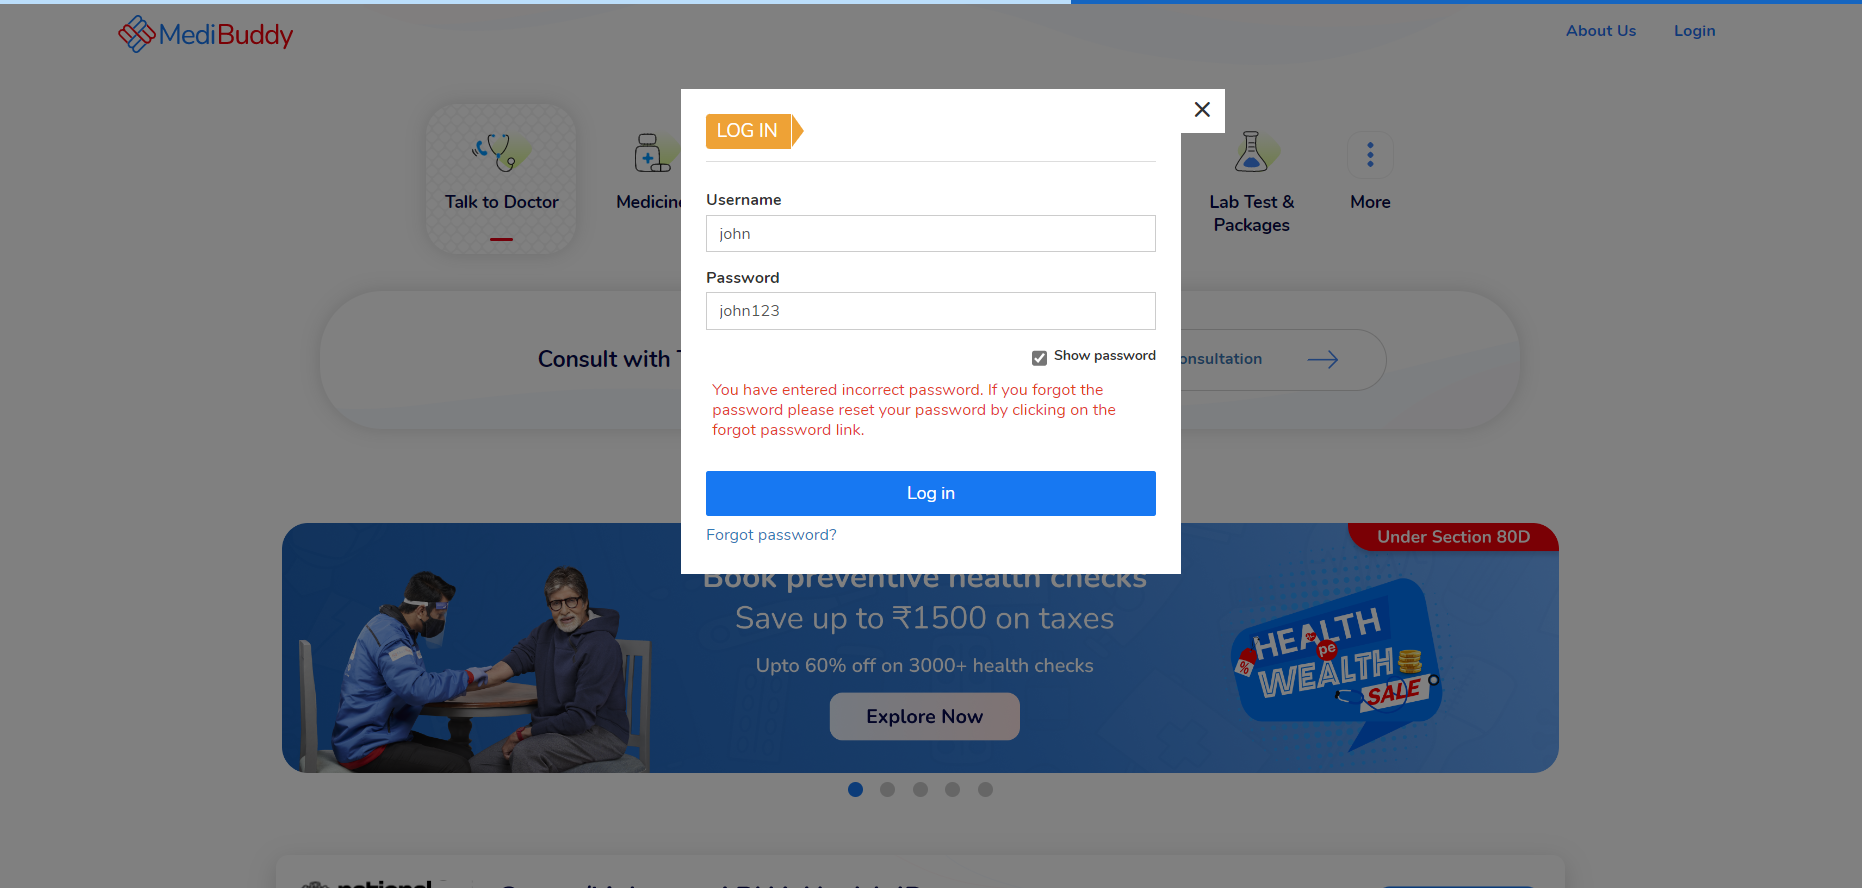 MediBuddy
About Us
Login
LOG IN
Talk to Doctor
Lab Test &
Packages
More
Username
john
Password
john123
Show password
You have entered incorrect password. If you forgot the
password please reset your password by clicking on the
forgot password link.
Log in
Forgot password?
Consult with
Under Section 80D
Book preventive health checks
Save up to ₹1500 on taxes
Upto 60% off on 3000+ health checks
Explore Now
HEALTH
pe
WEALTH
%
SALE